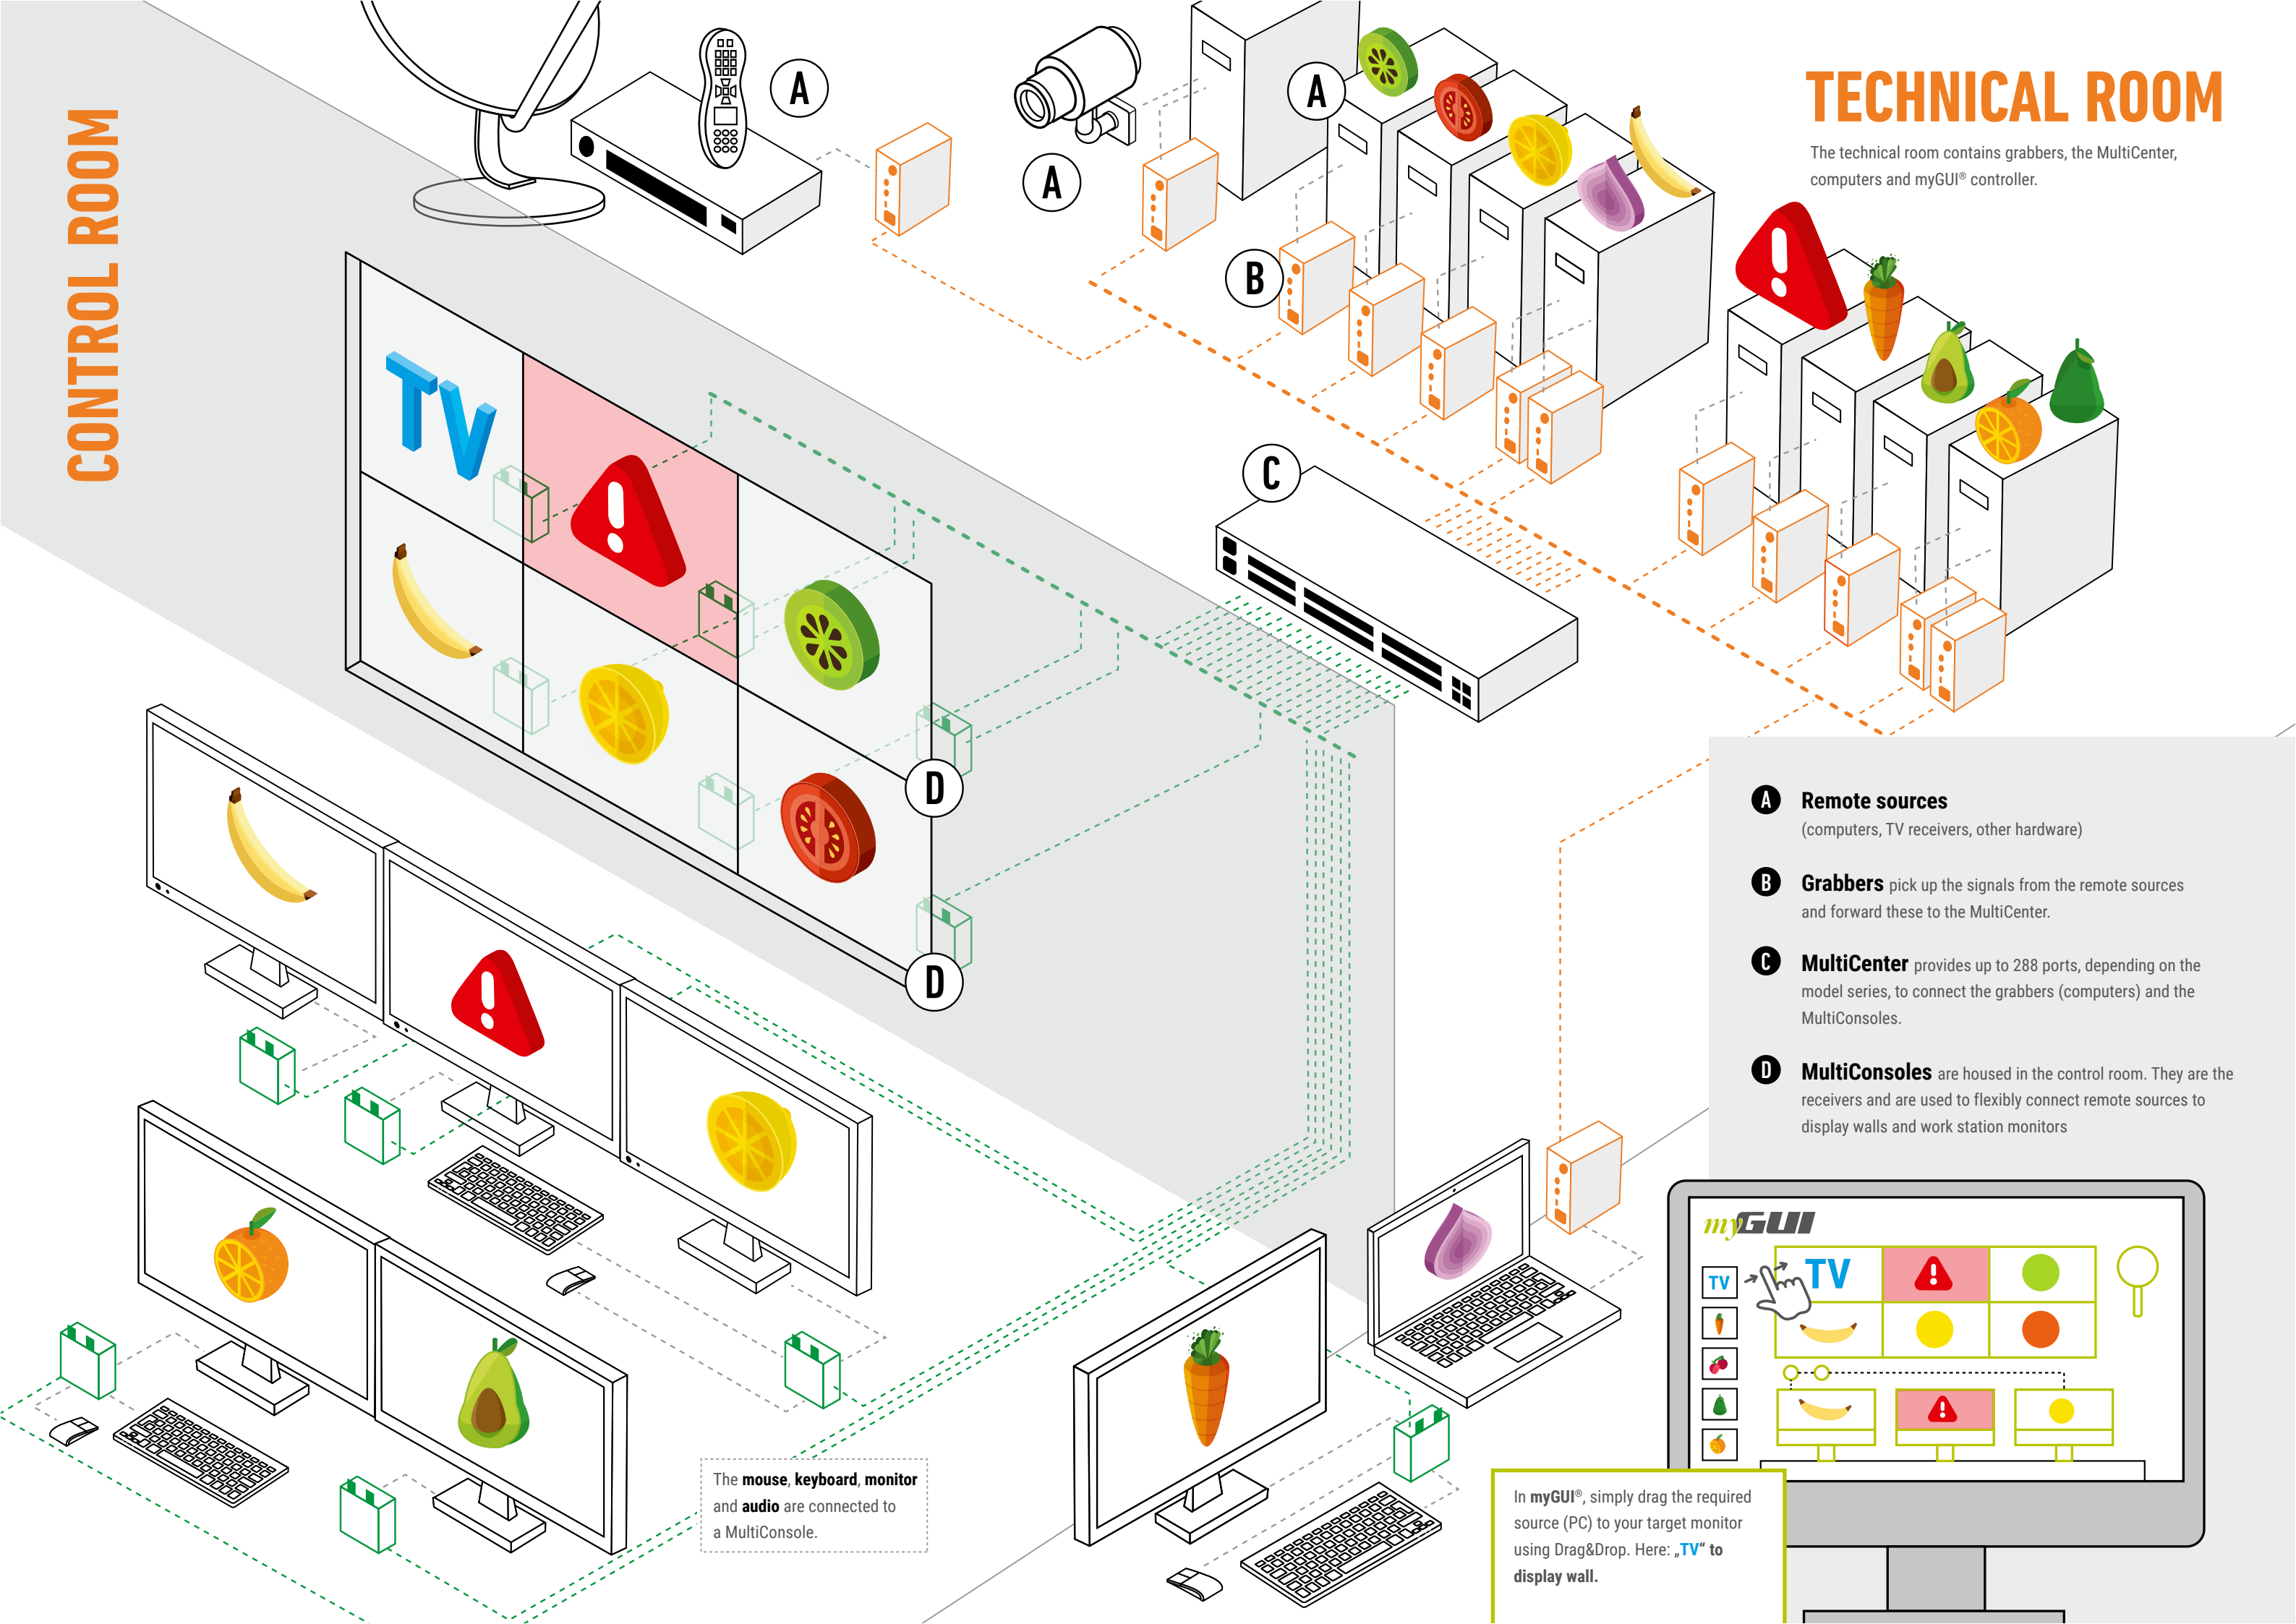 CONTROL ROOM
TECHNICAL ROOM
The technical room contains grabbers, the MultiCenter,
computers and myGUI® controller.
A
A
A
B
C
TV
D
D
A Remote sources
(computers, TV receivers, other hardware)
B Grabbers pick up the signals from the remote sources
and forward these to the MultiCenter.
C MultiCenter provides up to 288 ports, depending on the
model series, to connect the grabbers (computers) and the
MultiConsoles.
D MultiConsoles are housed in the control room. They are the
receivers and are used to flexibly connect remote sources to
display walls and work station monitors
The mouse, keyboard, monitor
and audio are connected to
a MultiConsole.
myGUI
TV
TV
In myGUI®, simply drag the required
source (PC) to your target monitor
using Drag&Drop. Here: „TV“ to
display wall.